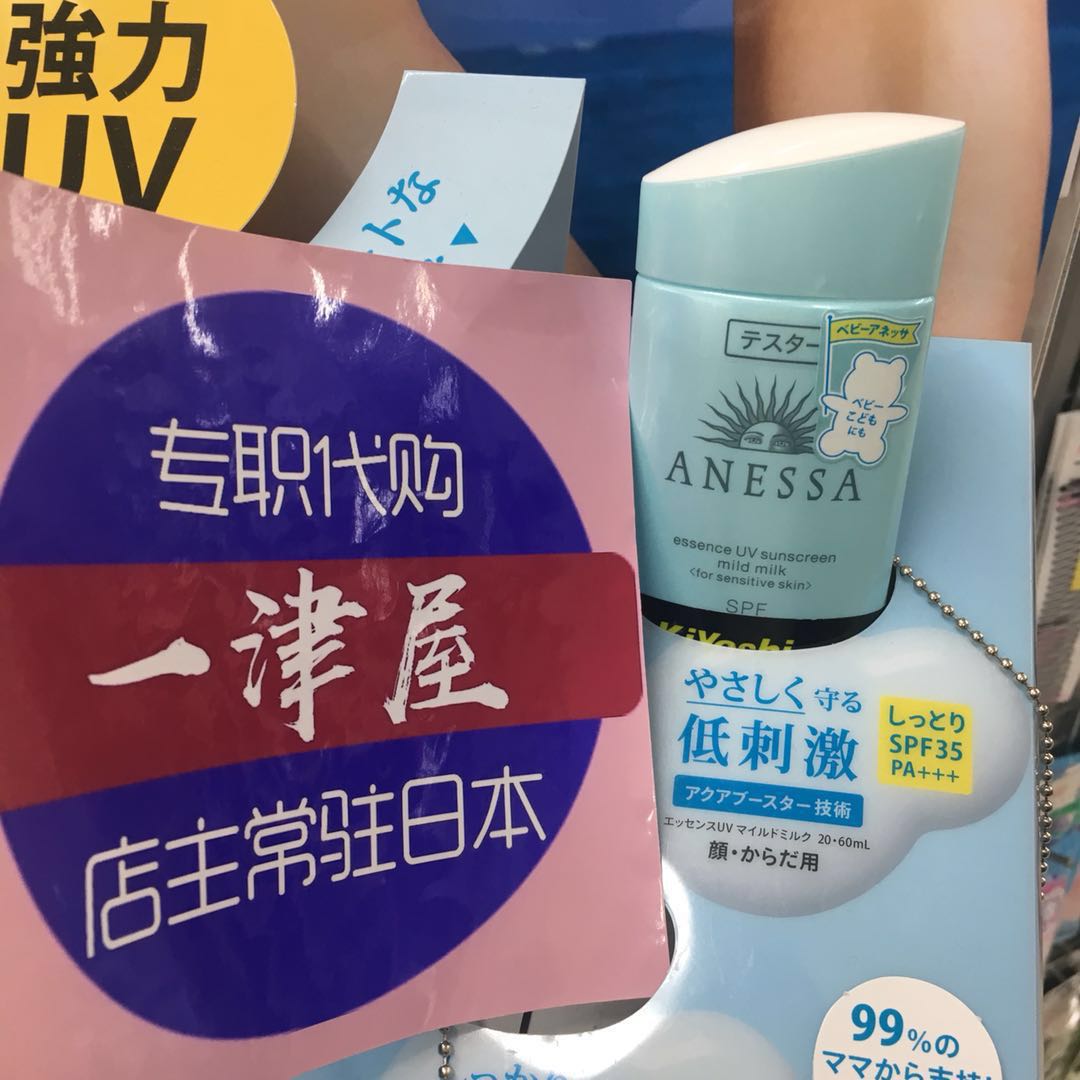 強力
UV
トな
专职代购
一津屋
店主常驻日本
テスター
ベビーアネッサ
ベビー
こども
にも
ANESSA
essence UV sunscreen
mild milk
<for sensitive skin>
SPF
KiYoshi
やさしく守る
低刺激
アクアブースター技術
エッセンスUV マイルドミルク 20・60mL
顔・からだ用
しっとり
SPF35
PA+++
99%の
ママから支持